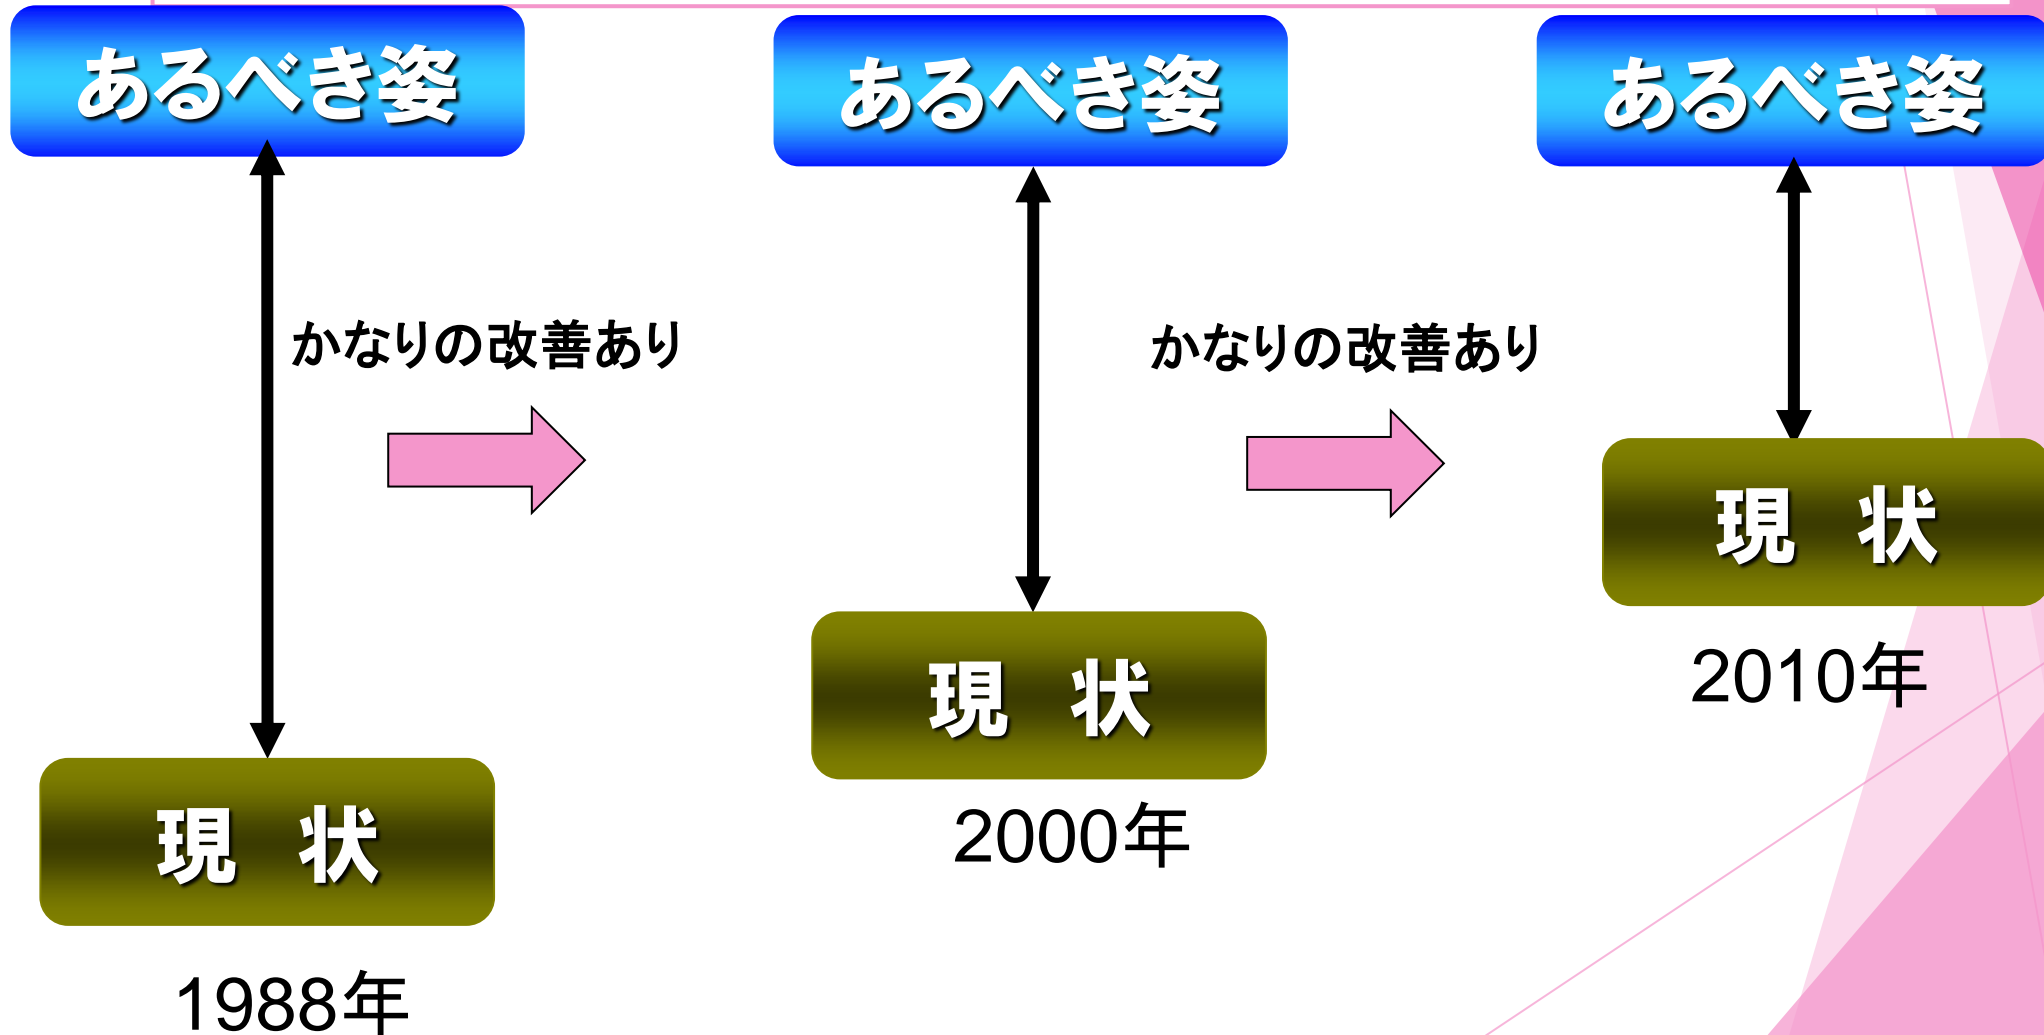 あるべき姿
あるべき姿
あるべき姿
かなりの改善あり
かなりの改善あり
現　状
2010年
現　状
2000年
現　状
1988年